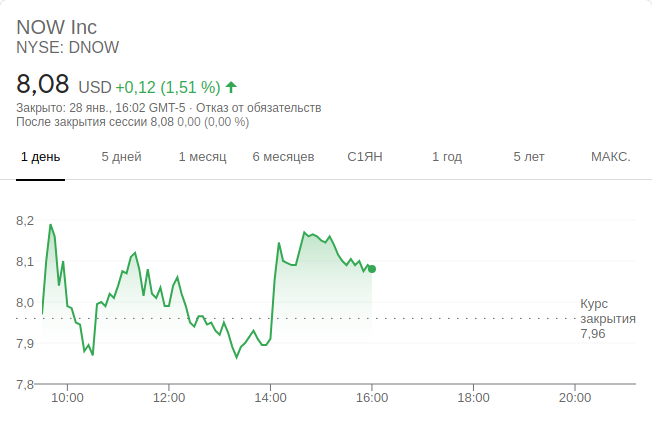 NOW Inc
NYSE: DNOW
8,08 USD +0,12 (1,51 %)
Закрыто: 28 янв., 16:02 GMT-5 · Отказ от обязательств
После закрытия сессии 8,08 0,00 (0,00 %)
1 день 5 дней 1 месяц 6 месяцев С1ЯН 1 год 5 лет МАКС.
8,2
8,1
8,0
7,9
7,8
Курс
закрытия
7,96
10:00 12:00 14:00 16:00 18:00 20:00